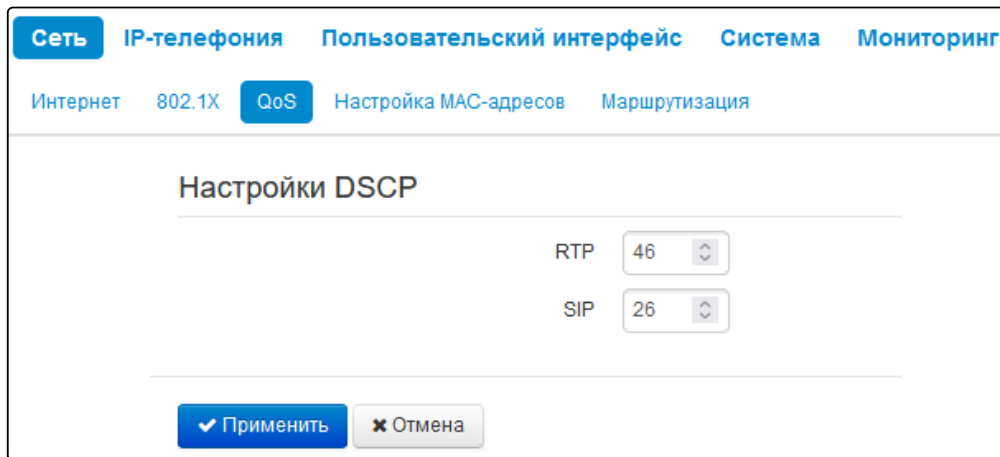 Сеть IP-телефония Пользовательский интерфейс Система Мониторинг
Интернет 802.1X QoS Настройка MAC-адресов Маршрутизация
Настройки DSCP
RTP 46
SIP 26
Применить Отмена